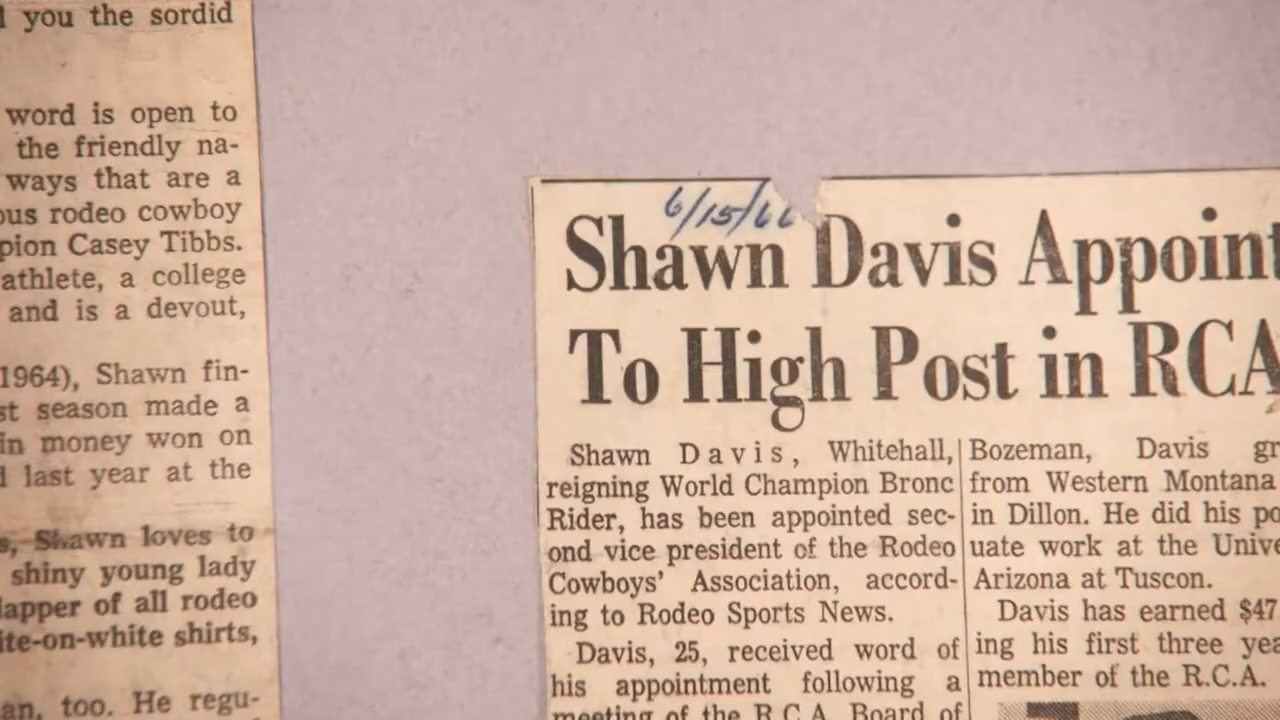 you the sordid
word is open to
the friendly na-
ways that are a
ous rodeo cowboy
pion Casey Tibbs.
athlete, a college
and is a devout,
1964), Shawn fin-
st season made a
in money won on
last year at the
s, Shawn loves to
shiny young lady
lapper of all rodeo
ite-on-white shirts,
an, too. He regu-
6/15/66
Shawn Davis Appoint
To High Post in RCA
Shawn Davis, Whitehall,
reigning World Champion Bronc
Rider, has been appointed sec-
ond vice president of the Rodeo
Cowboys' Association, accord-
ing to Rodeo Sports News.
Davis, 25, received word of
his appointment following a
meeting of the R.C.A. Board of
Bozeman, Davis gr
from Western Montana
in Dillon. He did his po
uate work at the Unive
Arizona at Tuscon.
Davis has earned $47
ing his first three yea
member of the R.C.A.